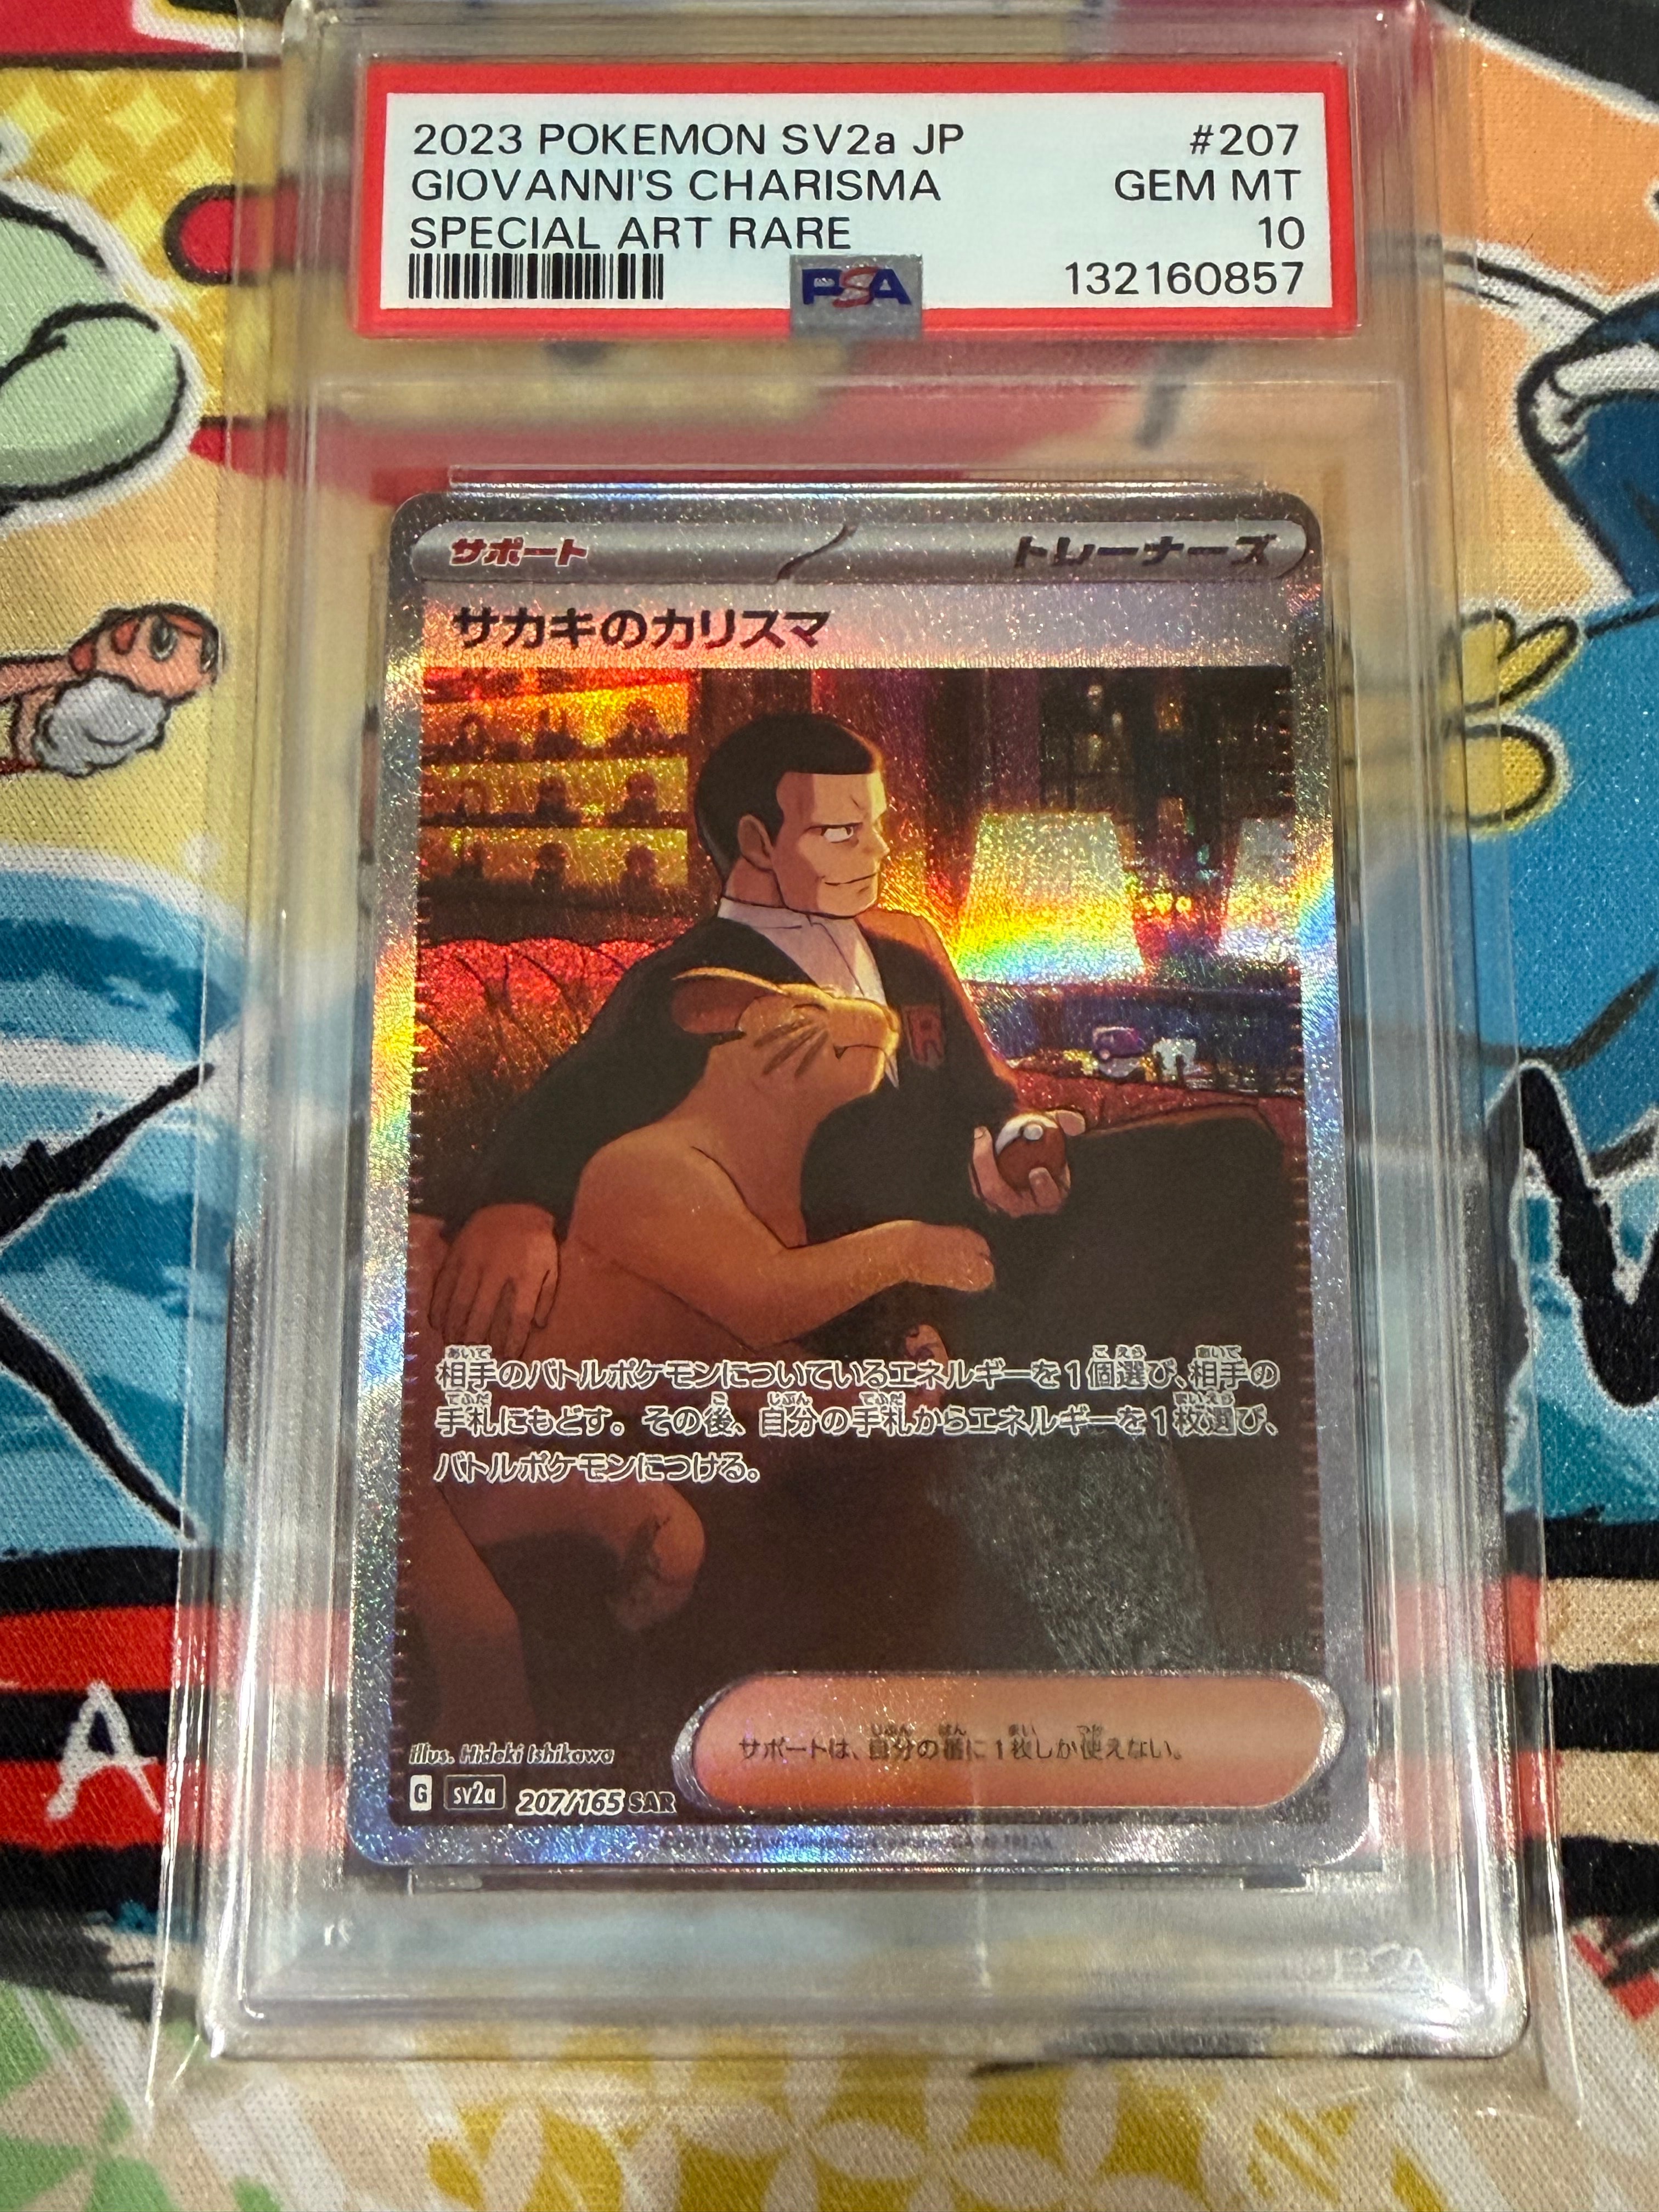 2023 POKEMON SV2a JP #207
GIOVANNI'S CHARISMA GEM MT
SPECIAL ART RARE 10
PSA 132160857
サポート トレーナーズ
サカキのカリスマ
R
相手のバトルポケモンについているエネルギーを1個選び、相手の
手札にもどす。その後、自分の手札からエネルギーを1枚選び、
バトルポケモンにつける。
サポートは、自分の番に1枚しか使えない。
illus. Hideki Ishikawa
G sv2a 207/165 SAR
A